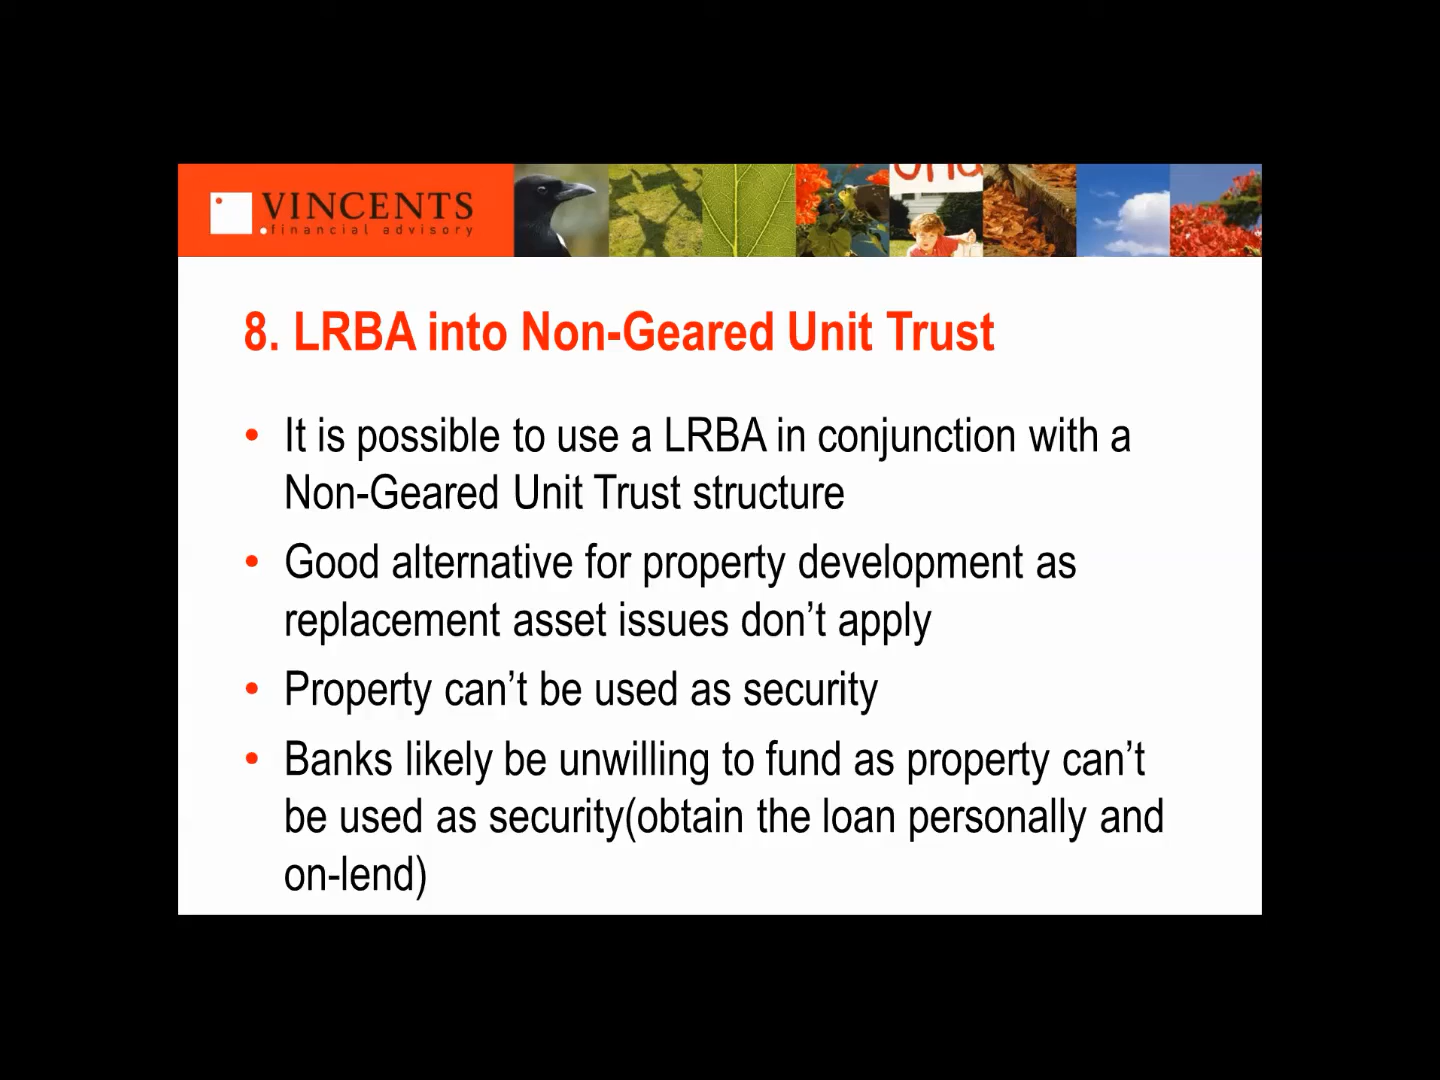 VINCENTS
financial advisory
8. LRBA into Non-Geared Unit Trust
• It is possible to use a LRBA in conjunction with a
Non-Geared Unit Trust structure
• Good alternative for property development as
replacement asset issues don’t apply
• Property can’t be used as security
• Banks likely be unwilling to fund as property can’t
be used as security(obtain the loan personally and
on-lend)